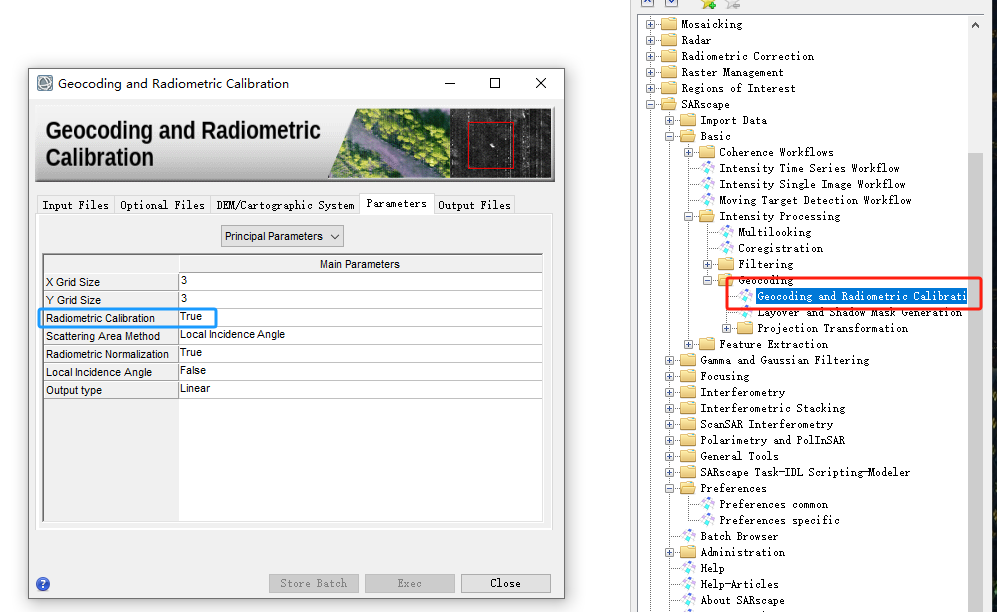 Geocoding and Radiometric Calibration
Geocoding and Radiometric
Calibration
Input Files
Optional Files
DEM/Cartographic System
Parameters
Output Files
Principal Parameters
Main Parameters
X Grid Size 3
Y Grid Size 3
Radiometric Calibration True
Scattering Area Method Local Incidence Angle
Radiometric Normalization True
Local Incidence Angle False
Output type Linear
?
Store Batch
Exec
Close
Mosaicking
Radar
Radiometric Correction
Raster Management
Regions of Interest
SARscape
Import Data
Basic
Coherence Workflows
Intensity Time Series Workflow
Intensity Single Image Workflow
Moving Target Detection Workflow
Intensity Processing
Multilooking
Coregistration
Filtering
Geocoding
Geocoding and Radiometric Calibrati
Layover and Shadow Mask Generation
Projection Transformation
Feature Extraction
Gamma and Gaussian Filtering
Focusing
Interferometry
Interferometric Stacking
ScanSAR Interferometry
Polarimetry and PolInSAR
General Tools
SARscape Task-IDL Scripting-Modeler
Preferences
Preferences common
Preferences specific
Batch Browser
Administration
Help
Help-Articles
About SARscape